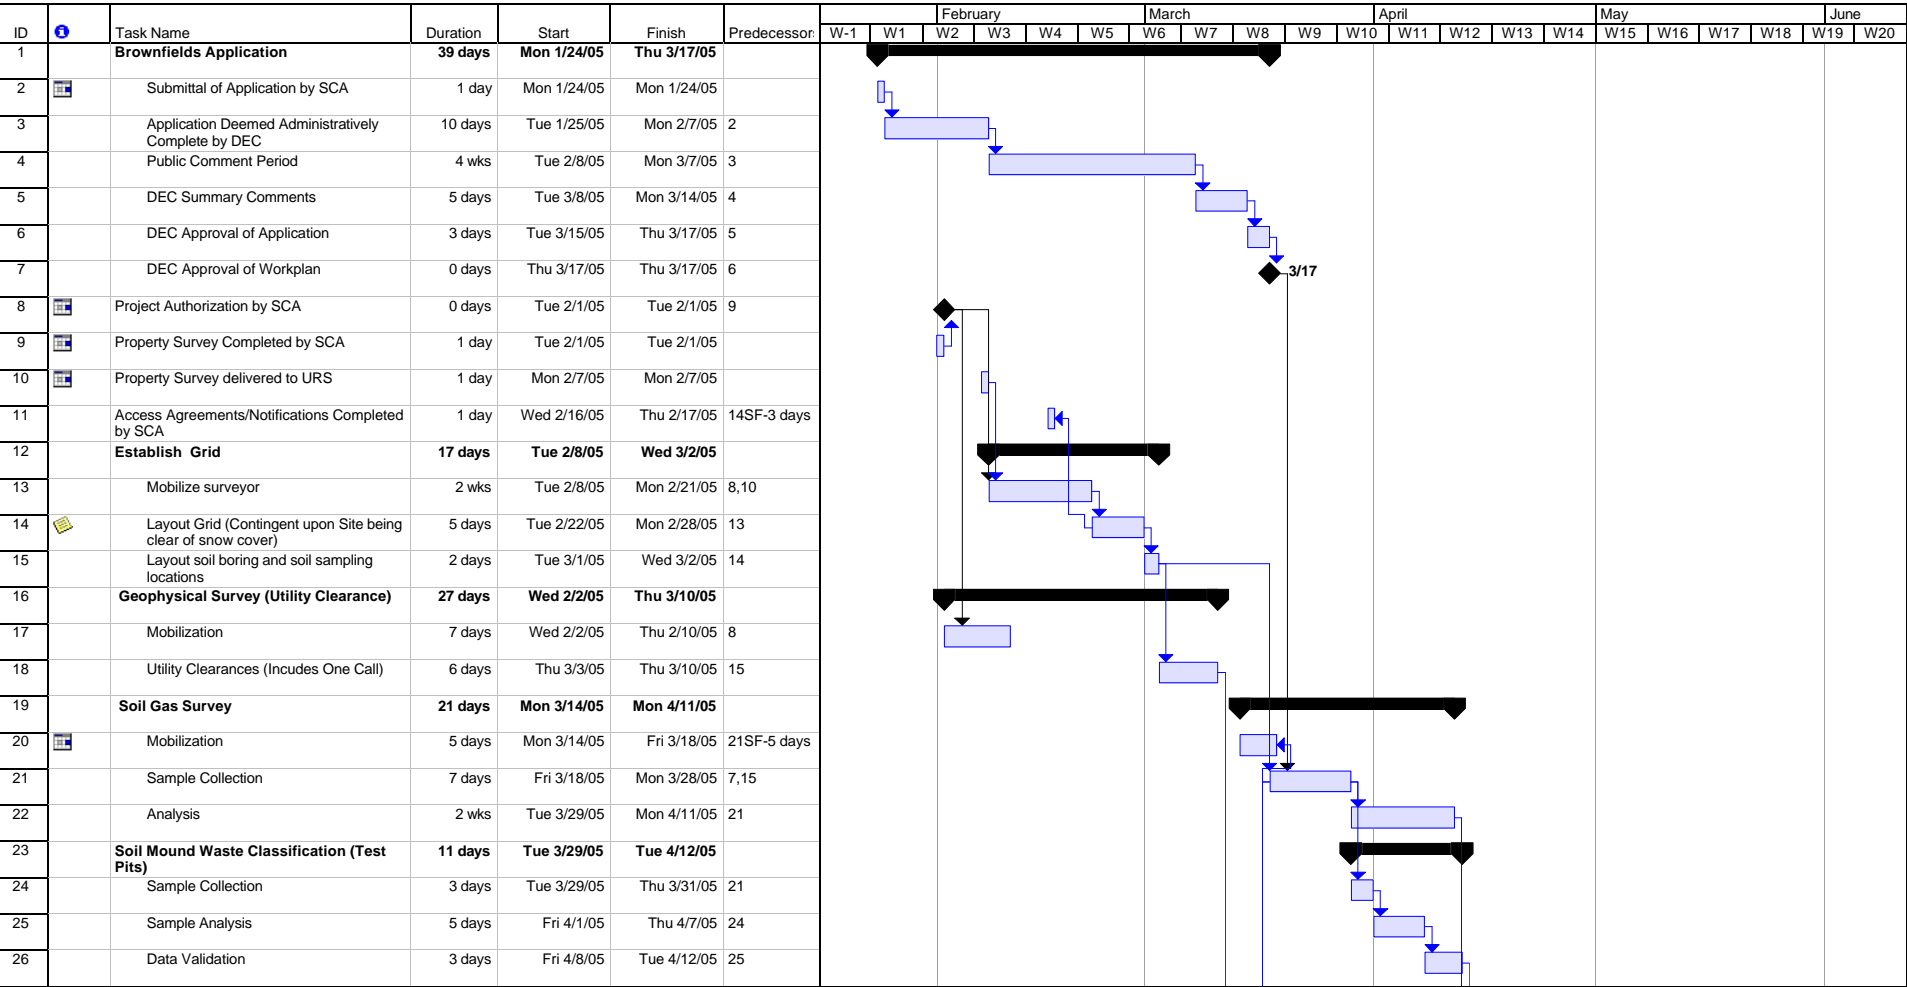 February March April May June
ID Task Name Duration Start Finish Predecessors W-1 W1 W2 W3 W4 W5 W6 W7 W8 W9 W10 W11 W12 W13 W14 W15 W16 W17 W18 W19 W20
1 Brownfields Application 39 days Mon 1/24/05 Thu 3/17/05
2 Submittal of Application by SCA 1 day Mon 1/24/05 Mon 1/24/05
3 Application Deemed Administratively 10 days Tue 1/25/05 Mon 2/7/05 2
Complete by DEC
4 Public Comment Period 4 wks Tue 2/8/05 Mon 3/7/05 3
5 DEC Summary Comments 5 days Tue 3/8/05 Mon 3/14/05 4
6 DEC Approval of Application 3 days Tue 3/15/05 Thu 3/17/05 5
7 DEC Approval of Workplan 0 days Thu 3/17/05 Thu 3/17/05 6 3/17
8 Project Authorization by SCA 0 days Tue 2/1/05 Tue 2/1/05 9
9 Property Survey Completed by SCA 1 day Tue 2/1/05 Tue 2/1/05
10 Property Survey delivered to URS 1 day Mon 2/7/05 Mon 2/7/05
11 Access Agreements/Notifications Completed 1 day Wed 2/16/05 Thu 2/17/05 14SF-3 days
by SCA
12 Establish Grid 17 days Tue 2/8/05 Wed 3/2/05
13 Mobilize surveyor 2 wks Tue 2/8/05 Mon 2/21/05 8,10
14 Layout Grid (Contingent upon Site being 5 days Tue 2/22/05 Mon 2/28/05 13
clear of snow cover)
15 Layout soil boring and soil sampling 2 days Tue 3/1/05 Wed 3/2/05 14
locations
16 Geophysical Survey (Utility Clearance) 27 days Wed 2/2/05 Thu 3/10/05
17 Mobilization 7 days Wed 2/2/05 Thu 2/10/05 8
18 Utility Clearances (Incudes One Call) 6 days Thu 3/3/05 Thu 3/10/05 15
19 Soil Gas Survey 21 days Mon 3/14/05 Mon 4/11/05
20 Mobilization 5 days Mon 3/14/05 Fri 3/18/05 21SF-5 days
21 Sample Collection 7 days Fri 3/18/05 Mon 3/28/05 7,15
22 Analysis 2 wks Tue 3/29/05 Mon 4/11/05 21
23 Soil Mound Waste Classification (Test 11 days Tue 3/29/05 Tue 4/12/05
Pits)
24 Sample Collection 3 days Tue 3/29/05 Thu 3/31/05 21
25 Sample Analysis 5 days Fri 4/1/05 Thu 4/7/05 24
26 Data Validation 3 days Fri 4/8/05 Tue 4/12/05 25